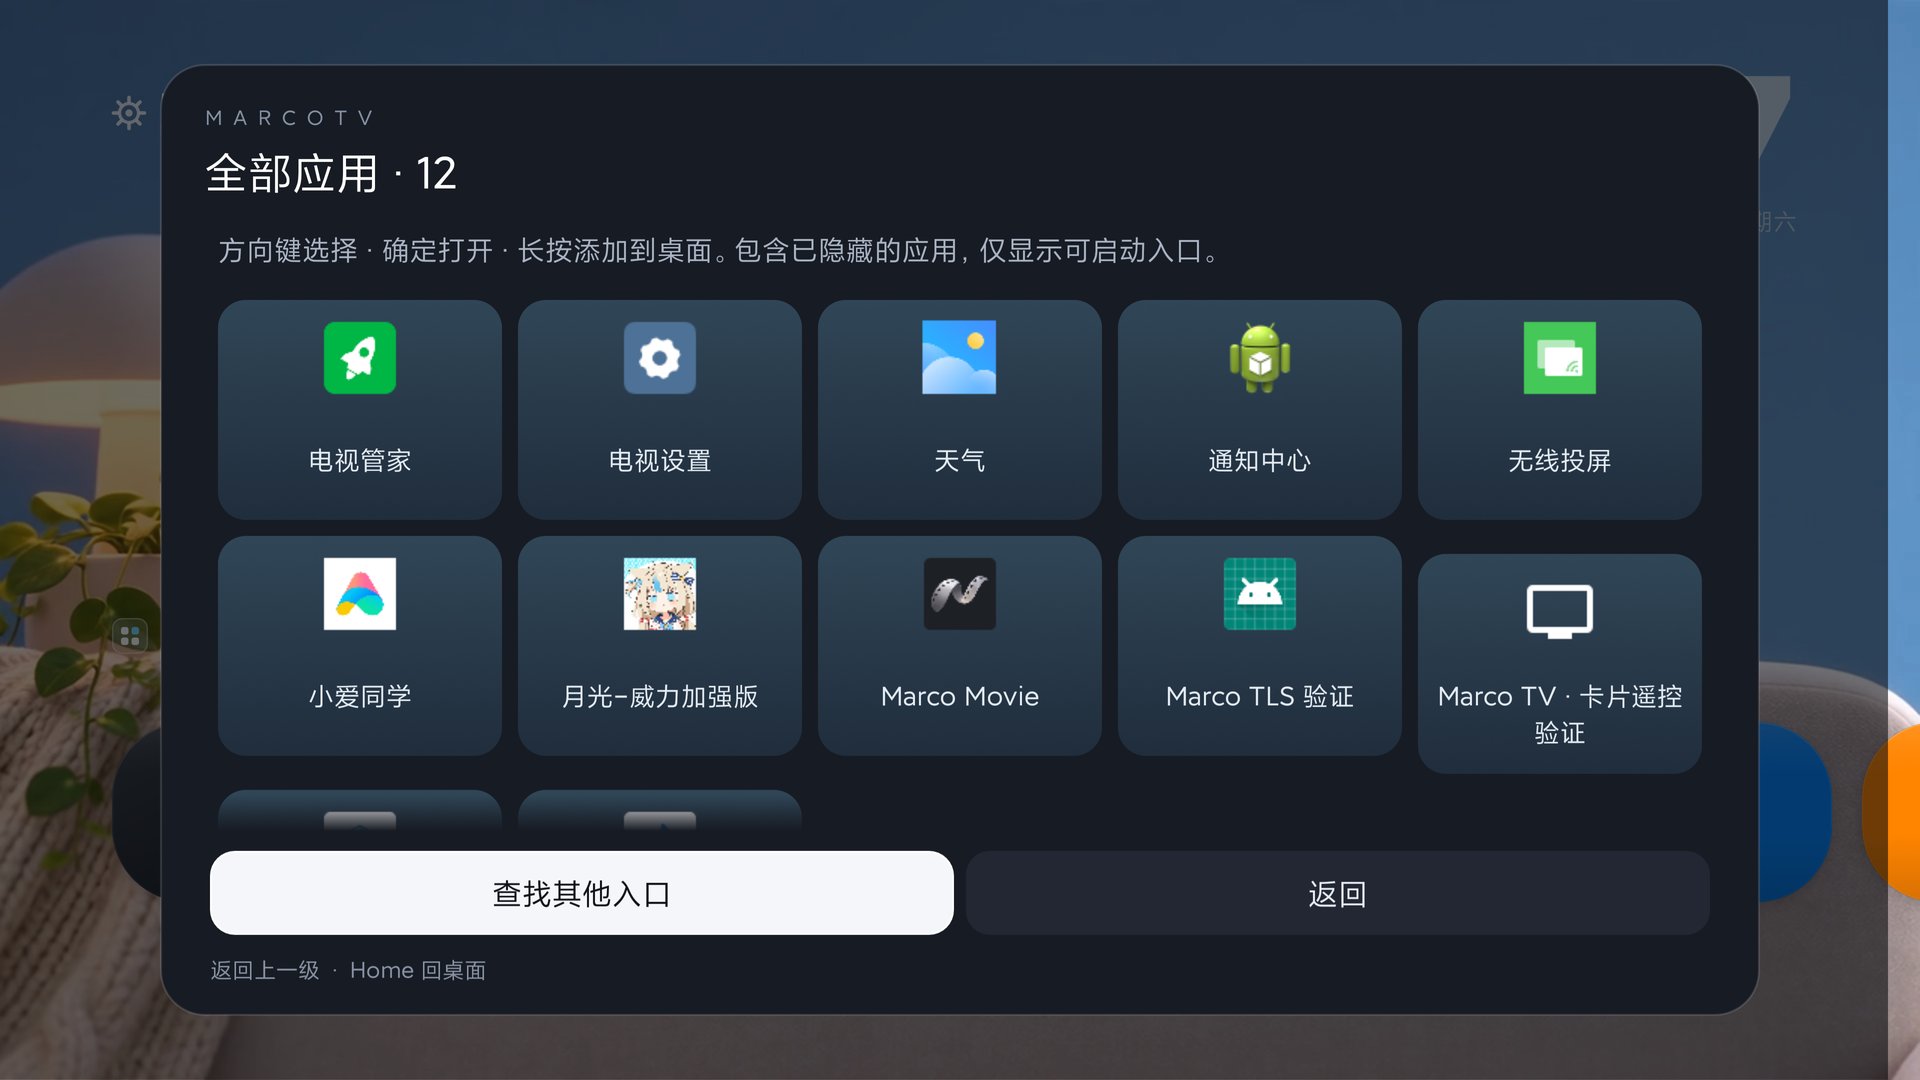 MARCOTV
全部应用 · 12
期六
方向键选择 · 确定打开 · 长按添加到桌面。包含已隐藏的应用，仅显示可启动入口。
电视管家
电视设置
天气
通知中心
无线投屏
小爱同学
月光-威力加强版
Marco Movie
Marco TLS 验证
Marco TV · 卡片遥控
验证
查找其他入口
返回
返回上一级 · Home 回桌面